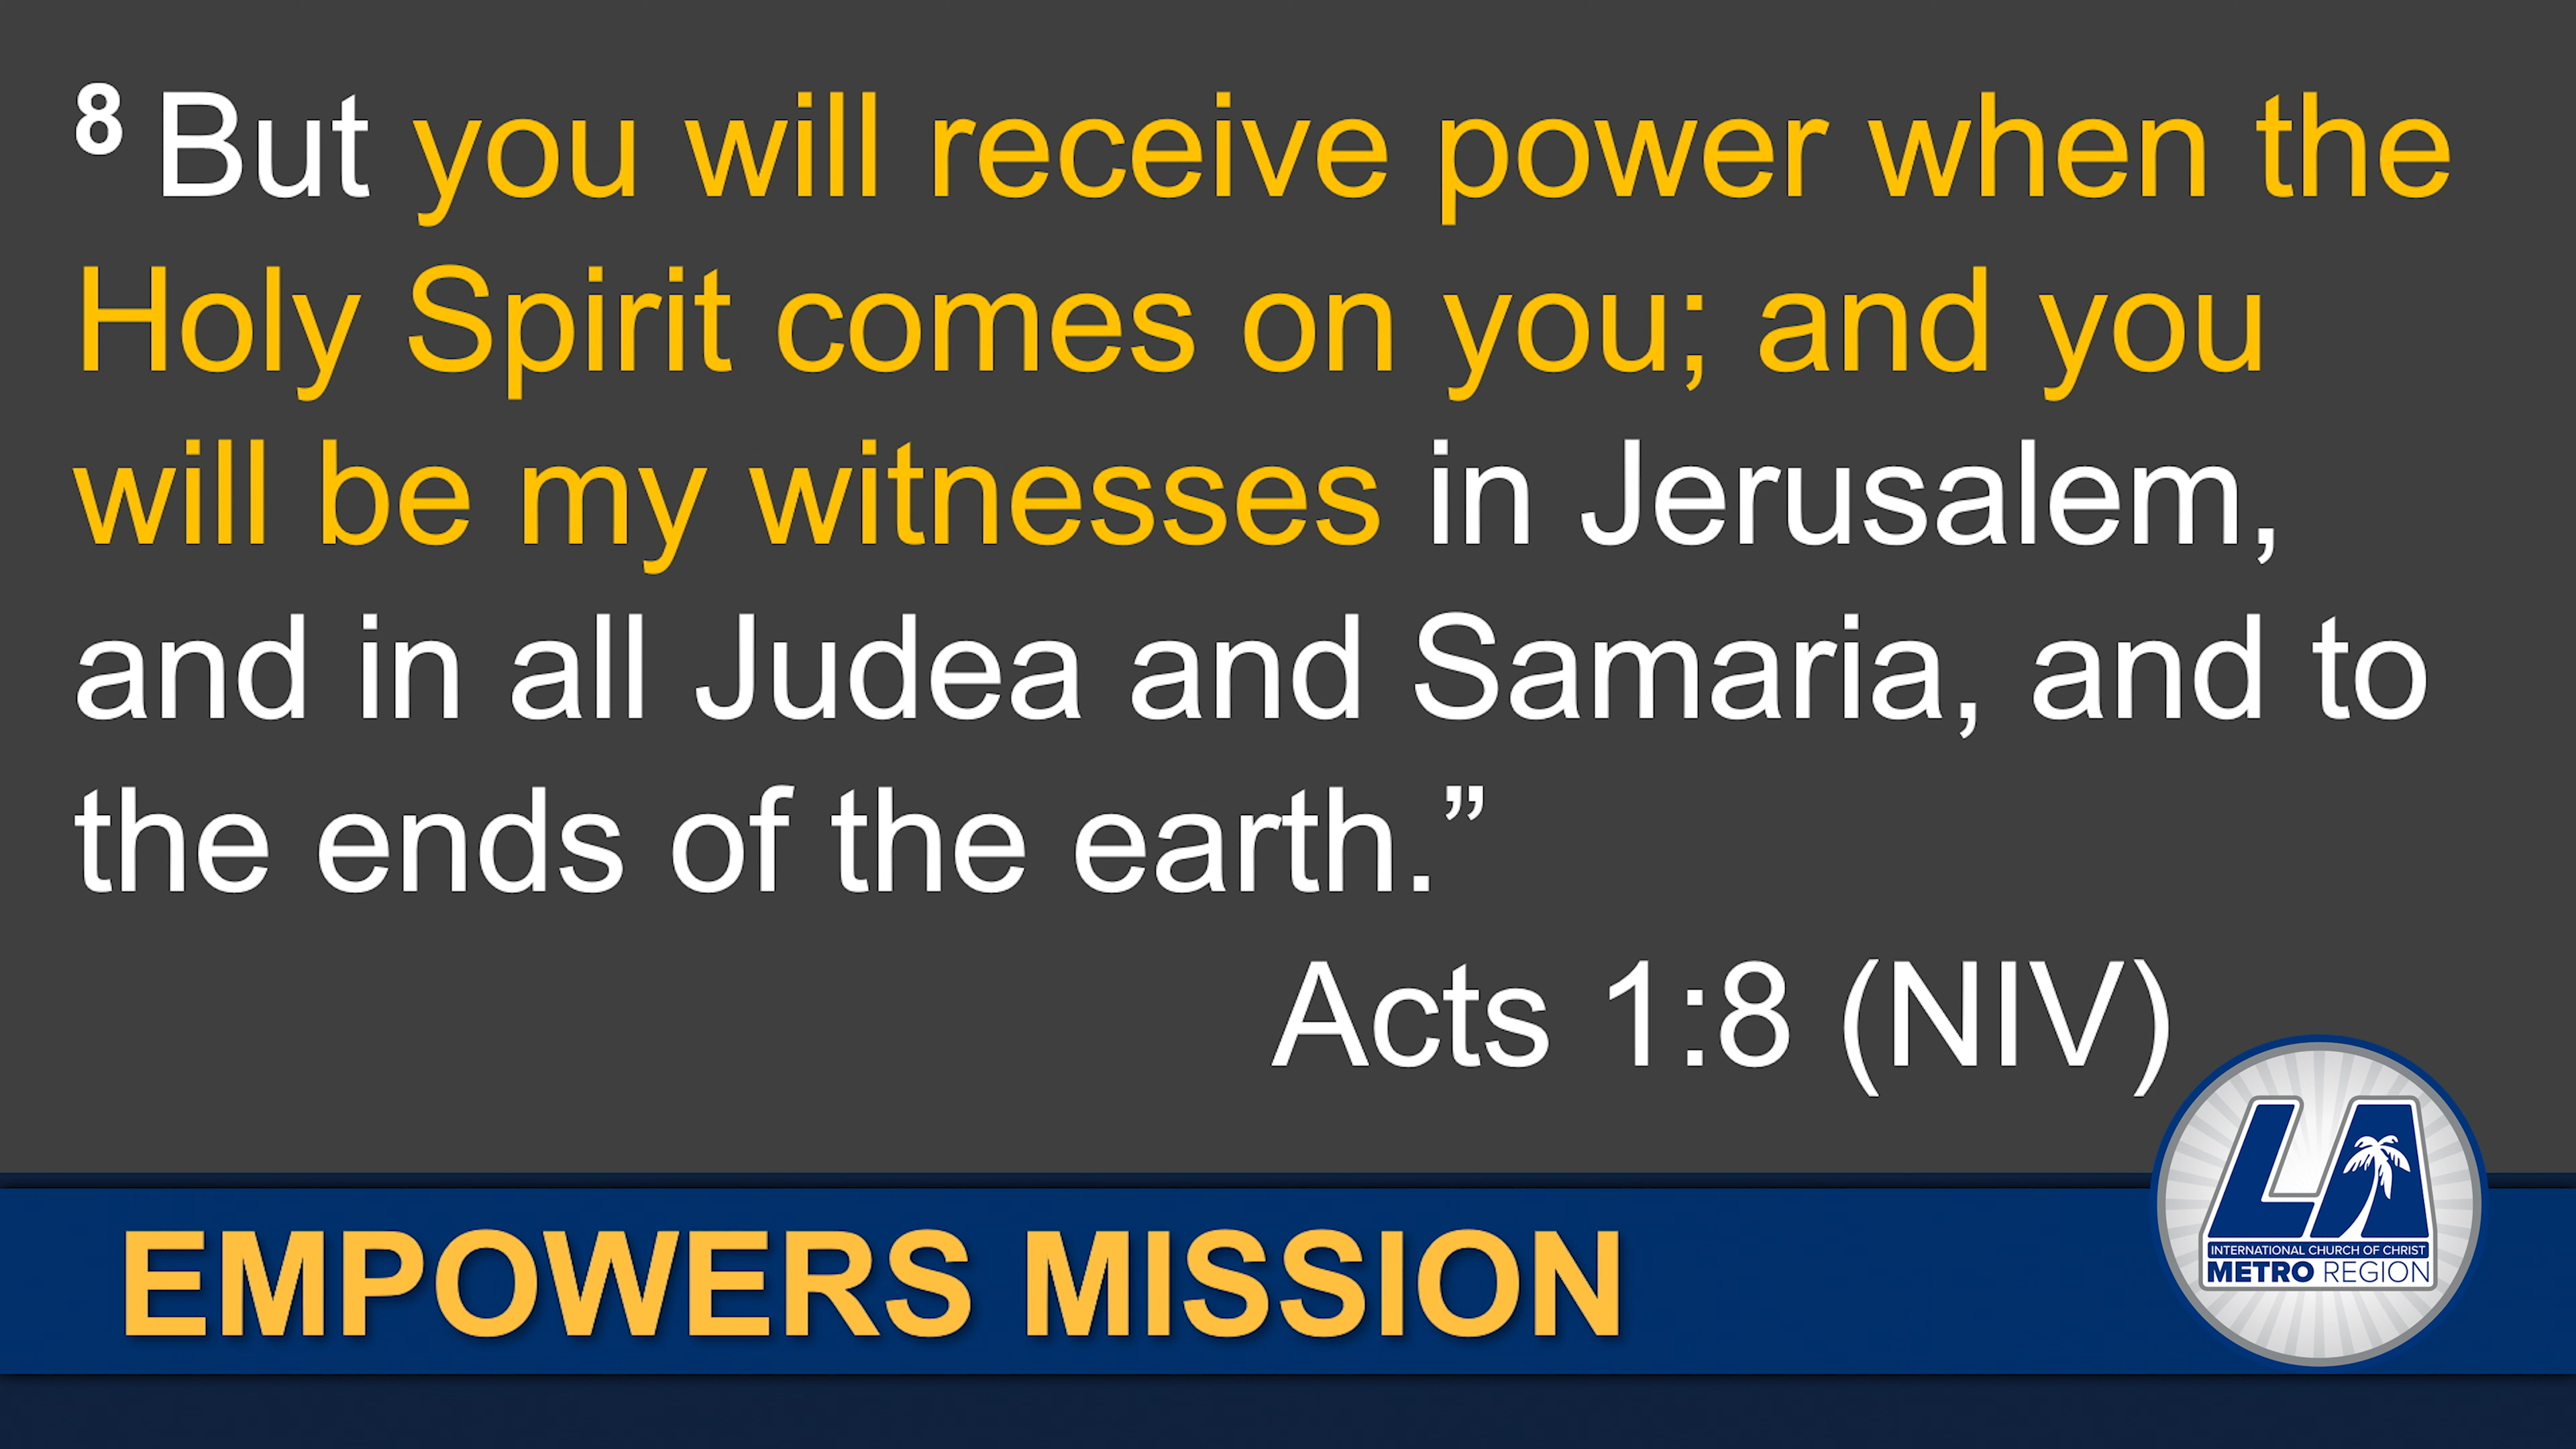 8 But you will receive power when the
Holy Spirit comes on you; and you
will be my witnesses in Jerusalem,
and in all Judea and Samaria, and to
the ends of the earth.”
Acts 1:8 (NIV)
EMPOWERS MISSION
LA
INTERNATIONAL CHURCH OF CHRIST
METRO REGION